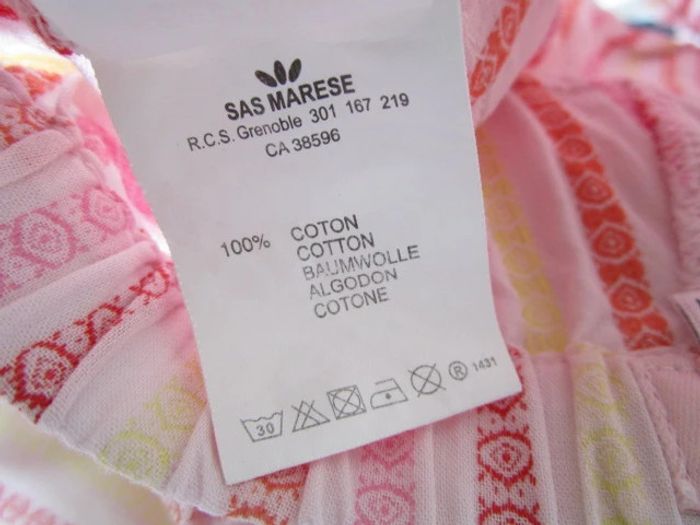 SAS MARESE
R.C.S. Grenoble 301 167 219
CA 38596
100% COTON
COTTON
BAUMWOLLE
ALGODON
COTONE
30 ® 1431